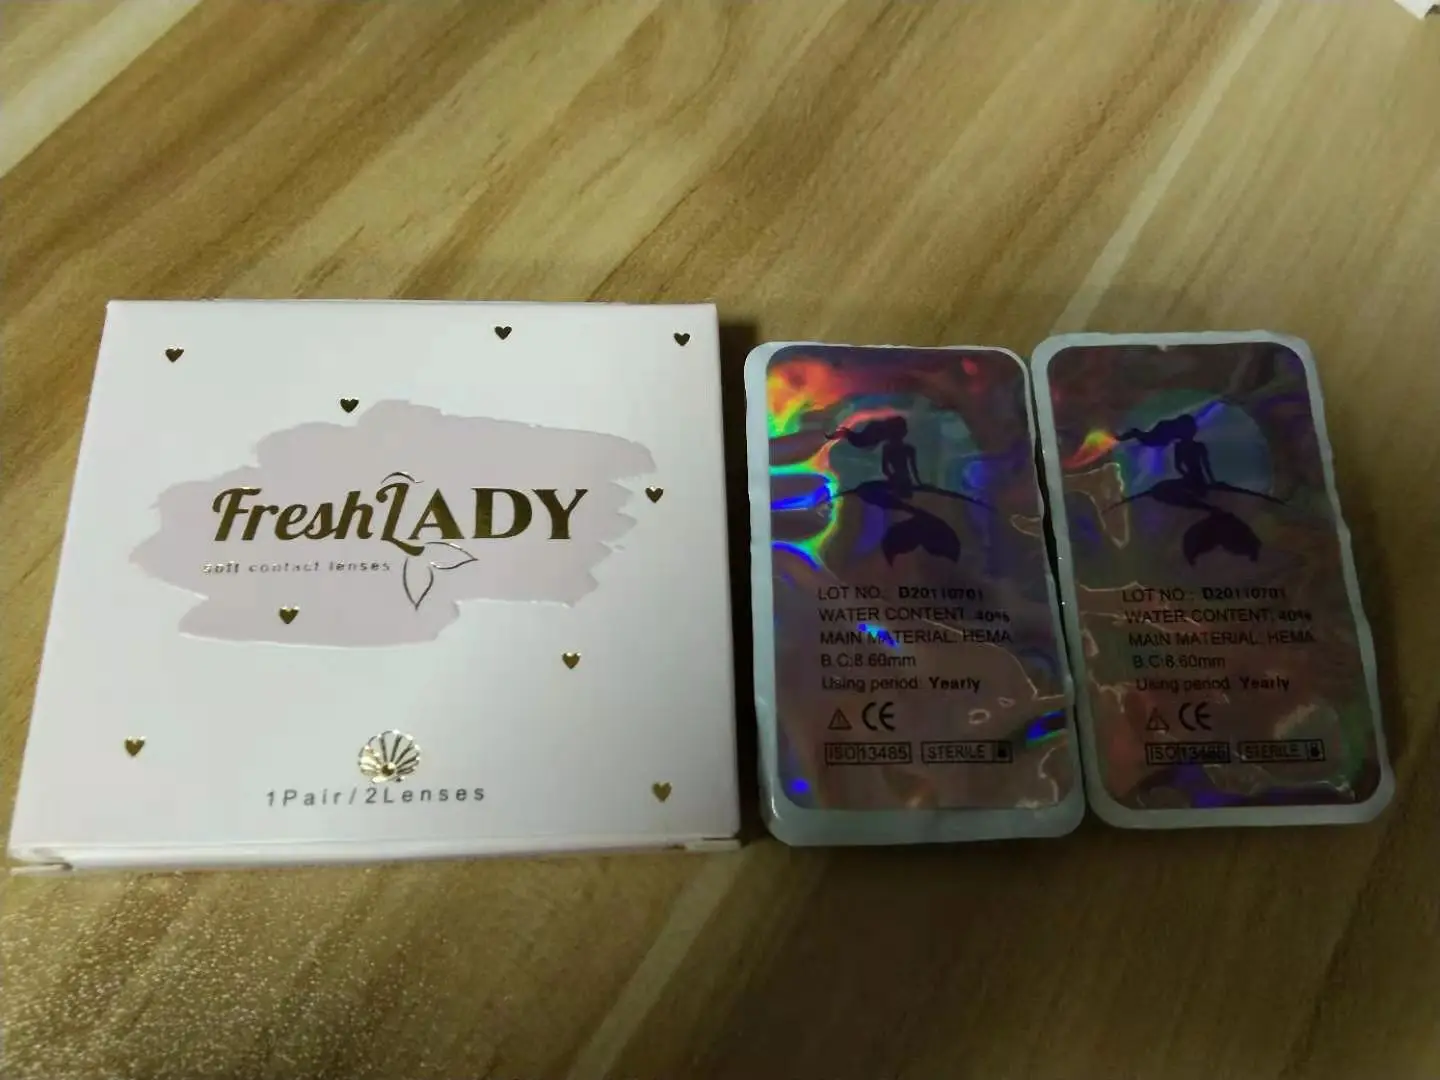 FreshLADY
soft contact lenses
1Pair/2Lenses
LOT NO.: D20110701
WATER CONTENT: 40%
MAIN MATERIAL: HEMA
B.C:8.60mm
Using period: Yearly
CE
ISO13485 STERILE
LOT NO.: D20110701
WATER CONTENT: 40%
MAIN MATERIAL: HEMA
B.C:8.60mm
Using period: Yearly
CE
ISO13485 STERILE